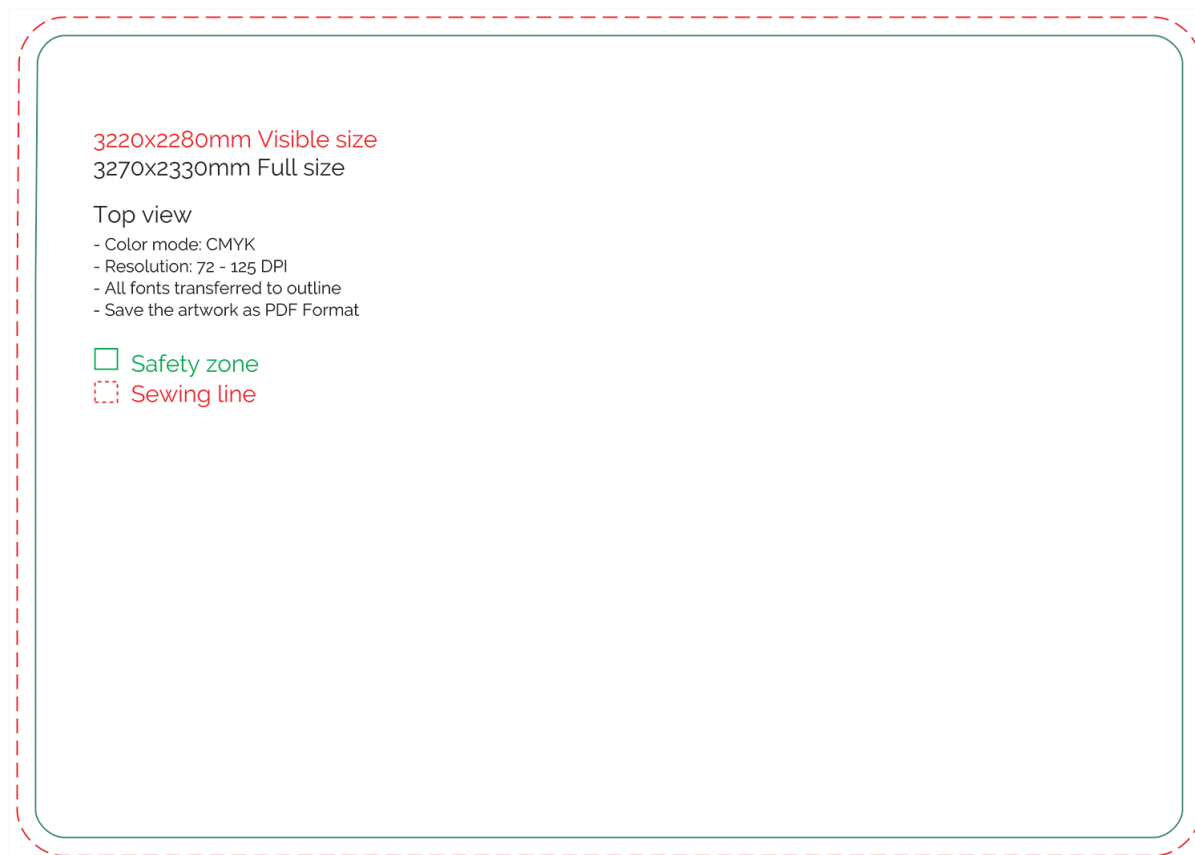 3220x2280mm Visible size
3270x2330mm Full size
Top view
- Color mode: CMYK
- Resolution: 72 - 125 DPI
- All fonts transferred to outline
- Save the artwork as PDF Format
Safety zone
Sewing line